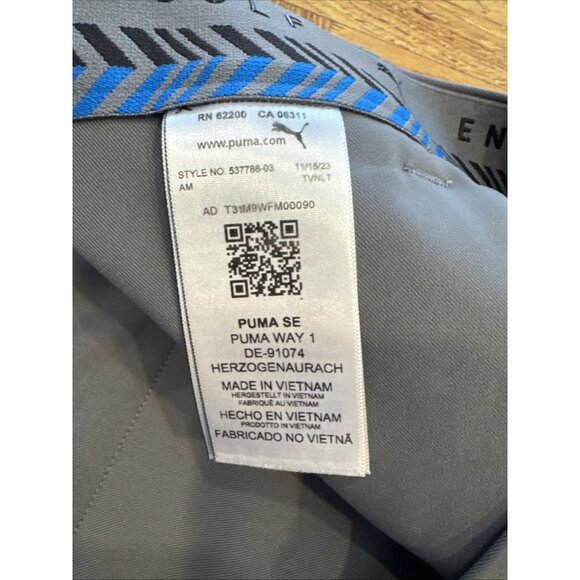 OLF
EN
RN 62200 CA 06311
www.puma.com
STYLE NO. 537788-03 11/15/23
AM TVNLT
AD T31M9WFM00090
PUMA SE
PUMA WAY 1
DE-91074
HERZOGENAURACH
MADE IN VIETNAM
HERGESTELLT IN VIETNAM
FABRIQUÉ AU VIETNAM
HECHO EN VIETNAM
PRODOTTO IN VIETNAM
FABRICADO NO VIETNÃ